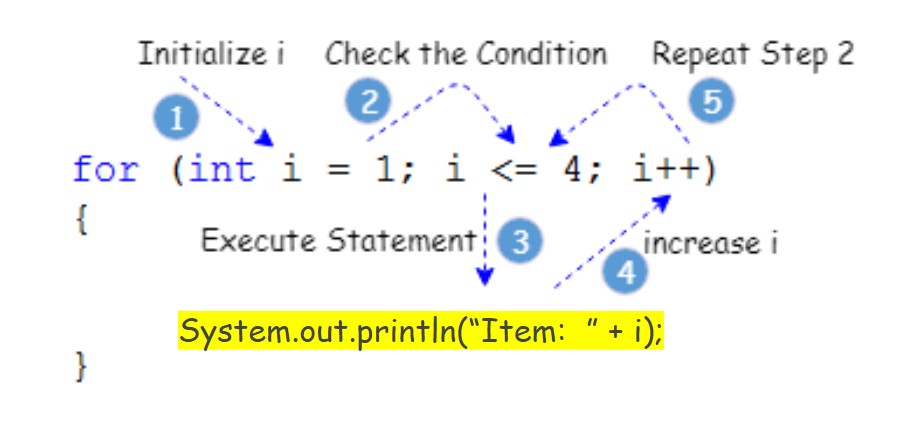 Initialize i Check the Condition Repeat Step 2
1 2 5
for (int i = 1; i <= 4; i++)
{
Execute Statement 3 4 increase i
System.out.println(“Item:  ” + i);
}